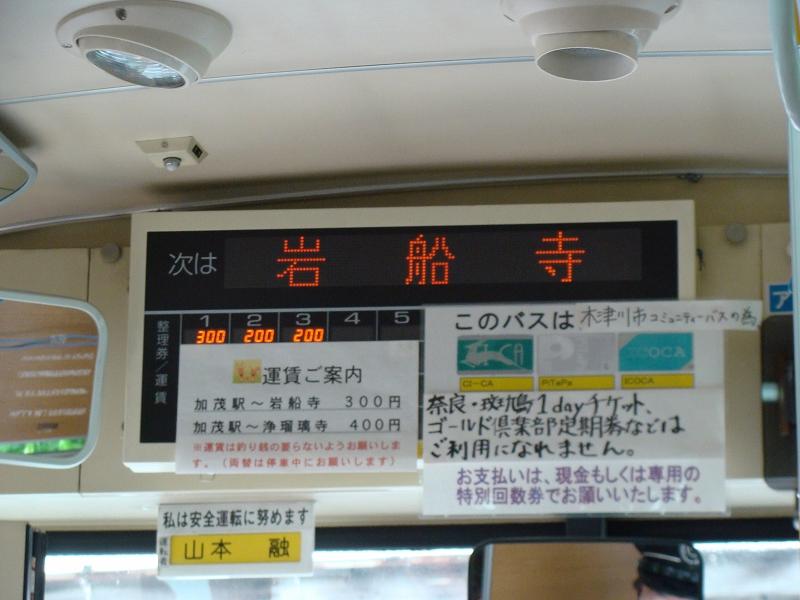 次は 岩船寺
整理券/運賃
1 2 3 4 5
300 200 200
運賃ご案内
加茂駅～岩船寺 300円
加茂駅～浄瑠璃寺 400円
※運賃は釣り銭の要らないようお願いしま
す。(両替は停車中にお願いします)
このバスは 木津川市コミュニティーバスの為
CI-CA PiTaPa ICOCA
CI-CA PiTaPa ICOCA
奈良・斑鳩1dayチケット、
ゴールド倶楽部定期券などは
ご利用になれません。
お支払いは、現金もしくは専用の
特別回数券でお願いいたします。
私は安全運転に努めます
運転者 山本 融